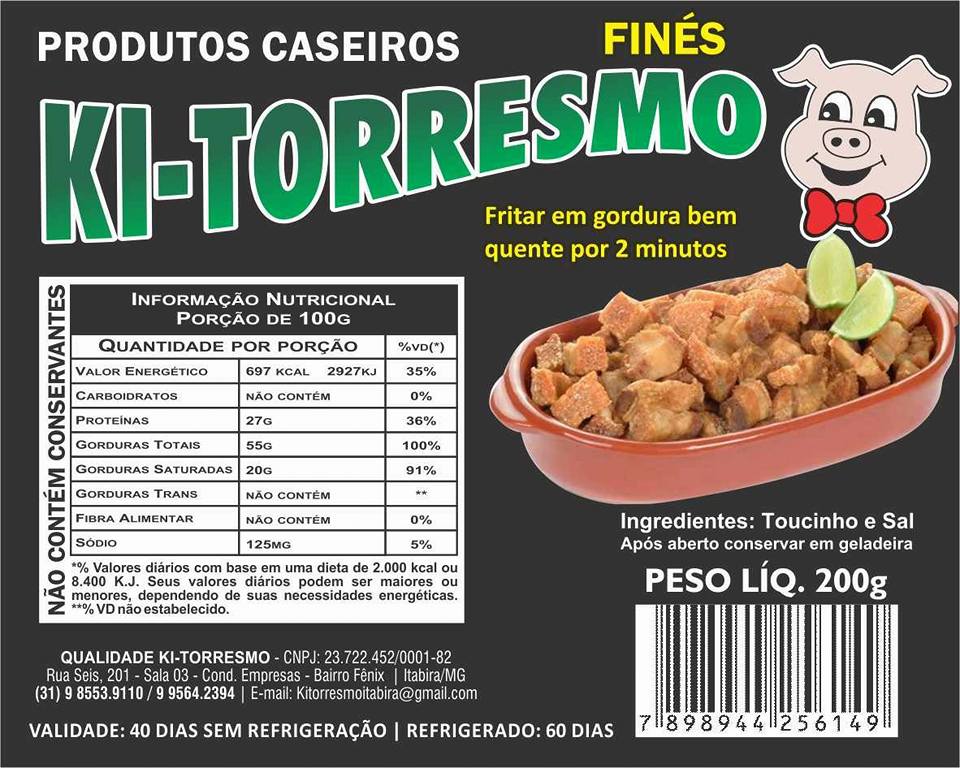 PRODUTOS CASEIROS
FINÉS
KI-TORRESMO
Fritar em gordura bem
quente por 2 minutos
NÃO CONTÉM CONSERVANTES
INFORMAÇÃO NUTRICIONAL
PORÇÃO DE 100G
QUANTIDADE POR PORÇÃO %VD(*)
VALOR ENERGÉTICO 697 KCAL 2927KJ 35%
CARBOIDRATOS NÃO CONTÉM 0%
PROTEÍNAS 27G 36%
GORDURAS TOTAIS 55G 100%
GORDURAS SATURADAS 20G 91%
GORDURAS TRANS NÃO CONTÉM **
FIBRA ALIMENTAR NÃO CONTÉM 0%
SÓDIO 125MG 5%
*% Valores diários com base em uma dieta de 2.000 kcal ou
8.400 K.J. Seus valores diários podem ser maiores ou
menores, dependendo de suas necessidades energéticas.
**% VD não estabelecido.
Ingredientes: Toucinho e Sal
Após aberto conservar em geladeira
PESO LÍQ. 200g
7 898944 256149
QUALIDADE KI-TORRESMO - CNPJ: 23.722.452/0001-82
Rua Seis, 201 - Sala 03 - Cond. Empresas - Bairro Fênix | Itabira/MG
(31) 9 8553.9110 / 9 9564.2394 | E-mail: Kitorresmoitabira@gmail.com
VALIDADE: 40 DIAS SEM REFRIGERAÇÃO | REFRIGERADO: 60 DIAS